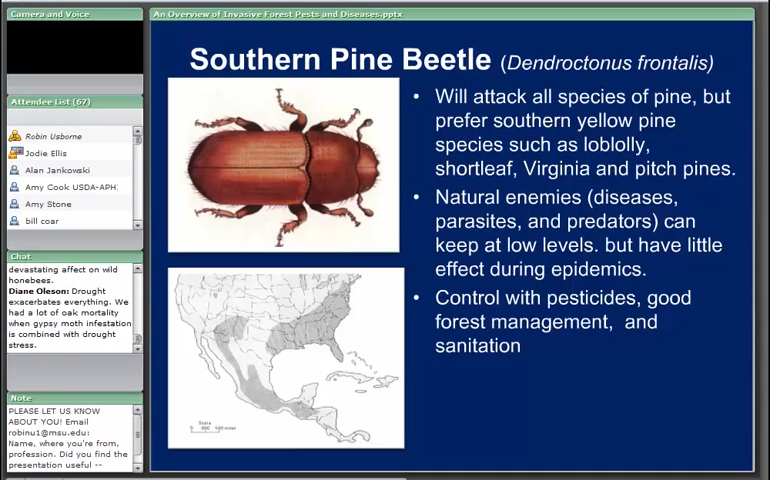 Camera and Voice
An Overview of Invasive Forest Pests and Diseases.pptx
Attendee List (67)
Robin Usborne
Jodie Ellis
Alan Jankowski
Amy Cook USDA-APH
Amy Stone
bill coar
Chat
devastating affect on wild
honebees.
Diane Oleson: Drought
exacerbates everything. We
had a lot of oak mortality
when gypsy moth infestation
is combined with drought
stress.
Note
PLEASE LET US KNOW
ABOUT YOU! Email
robinu1@msu.edu:
Name, where you're from,
profession. Did you find the
presentation useful --
Southern Pine Beetle (Dendroctonus frontalis)
• Will attack all species of pine, but
prefer southern yellow pine
species such as loblolly,
shortleaf, Virginia and pitch pines.
• Natural enemies (diseases,
parasites, and predators) can
keep at low levels. but have little
effect during epidemics.
• Control with pesticides, good
forest management, and
sanitation
Scale